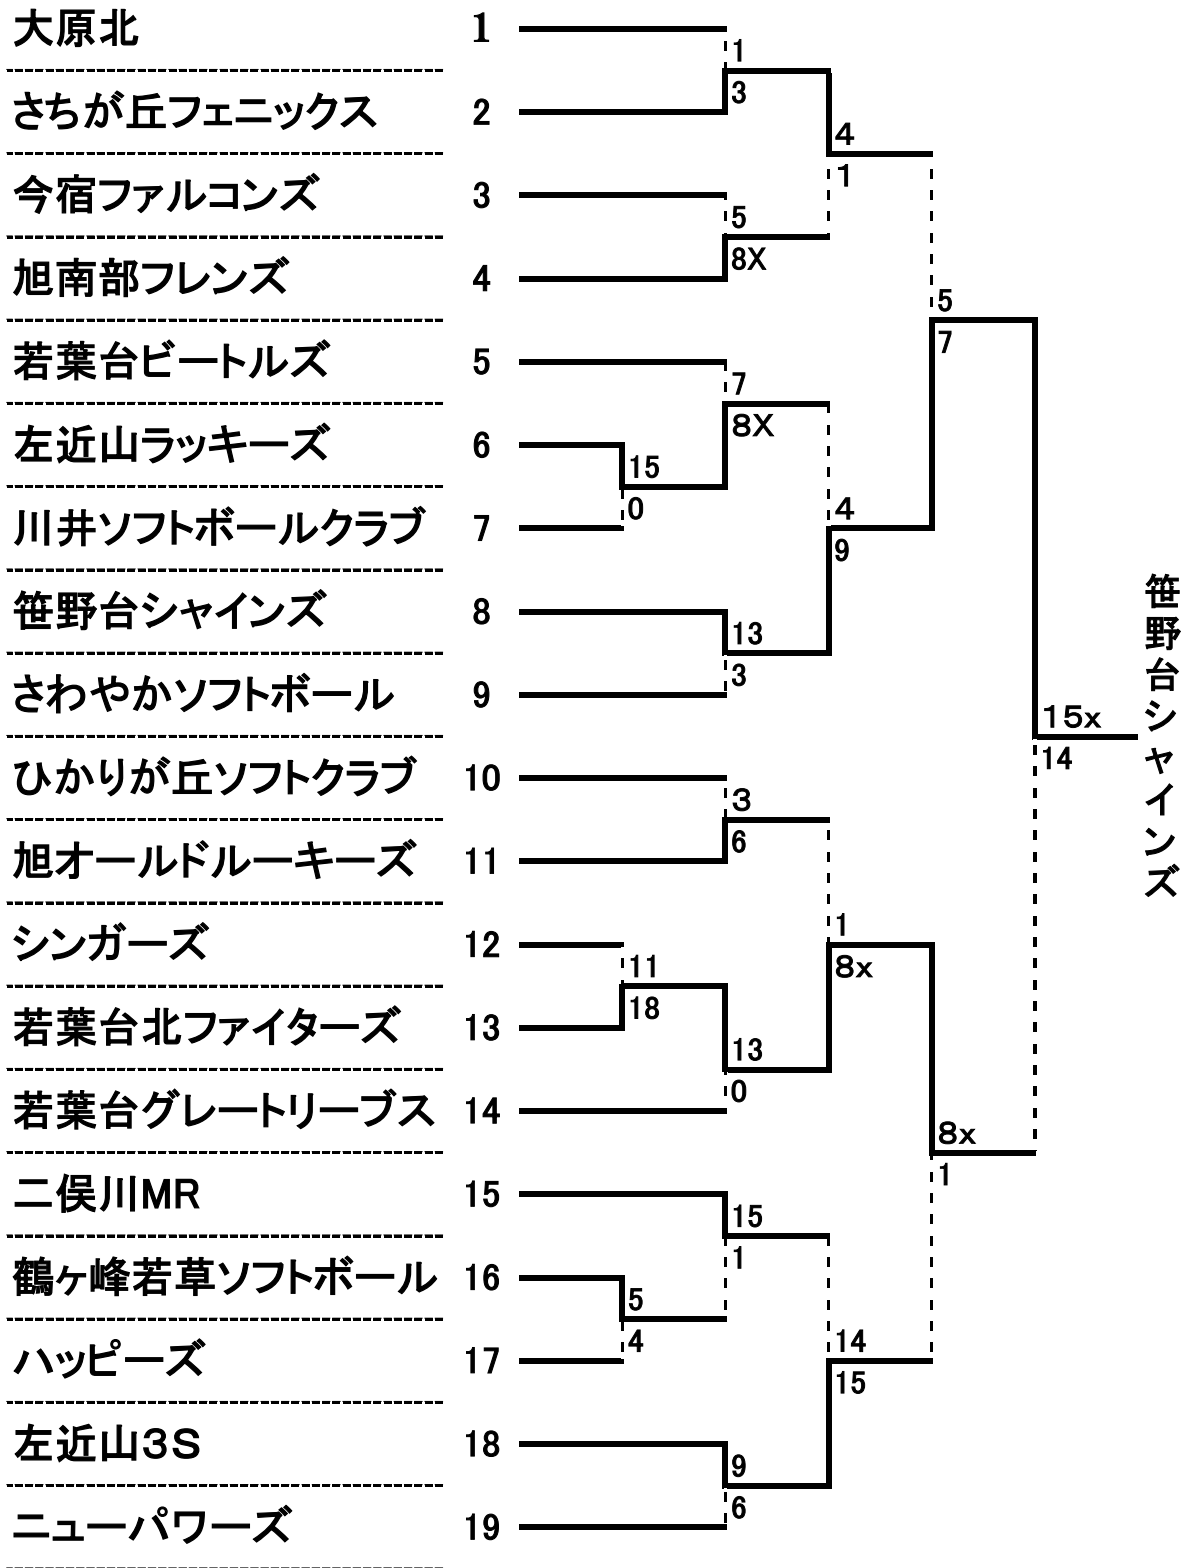 大原北 1
さちが丘フェニックス 2
今宿ファルコンズ 3
旭南部フレンズ 4
若葉台ビートルズ 5
左近山ラッキーズ 6
川井ソフトボールクラブ 7
笹野台シャインズ 8
さわやかソフトボール 9
ひかりが丘ソフトクラブ 10
旭オールドルーキーズ 11
シンガーズ 12
若葉台北ファイターズ 13
若葉台グレートリーブス 14
二俣川MR 15
鶴ヶ峰若草ソフトボール 16
ハッピーズ 17
左近山3S 18
ニューパワーズ 19
15
0
11
18
5
4
1
3
5
8X
7
8X
13
3
3
6
13
0
15
1
9
6
4
1
4
9
1
8x
14
15
5
7
8x
1
15x
14
笹野台シャインズ